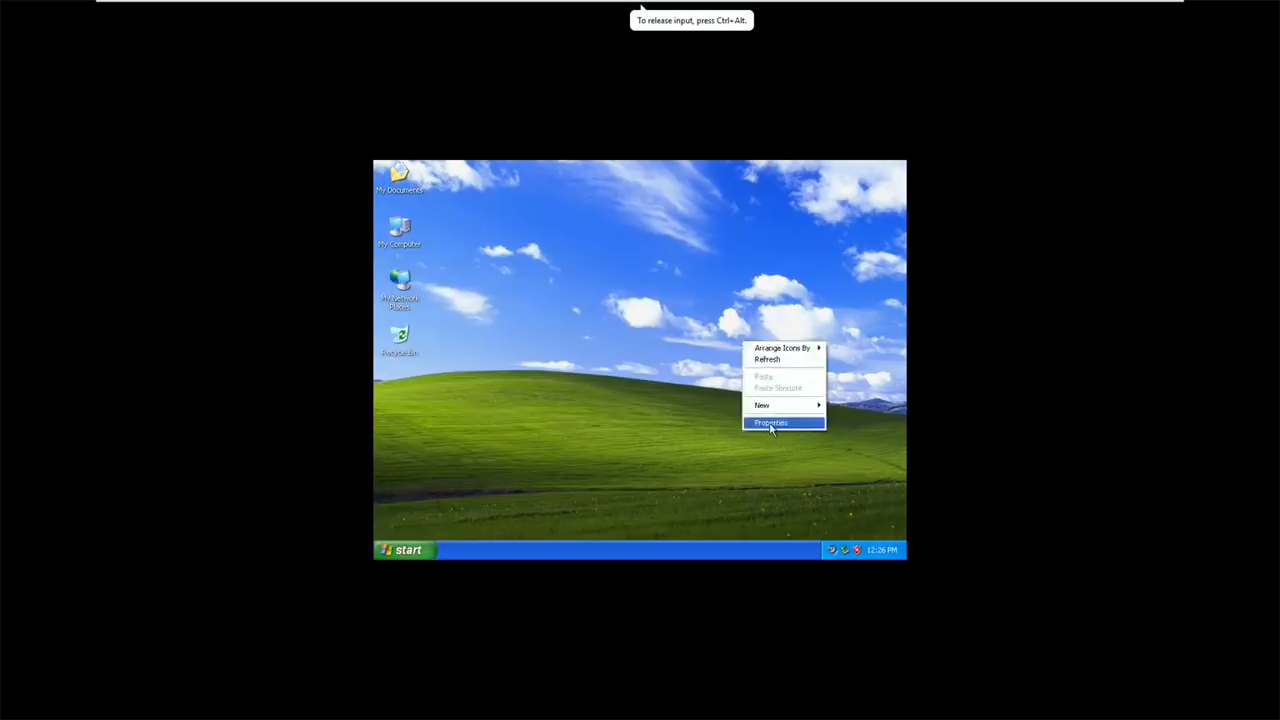 To release input, press Ctrl+Alt.
My Documents
My Computer
My Network
Places
Recycle Bin
Arrange Icons By
Refresh
Paste
Paste Shortcut
New
Properties
start
12:26 PM